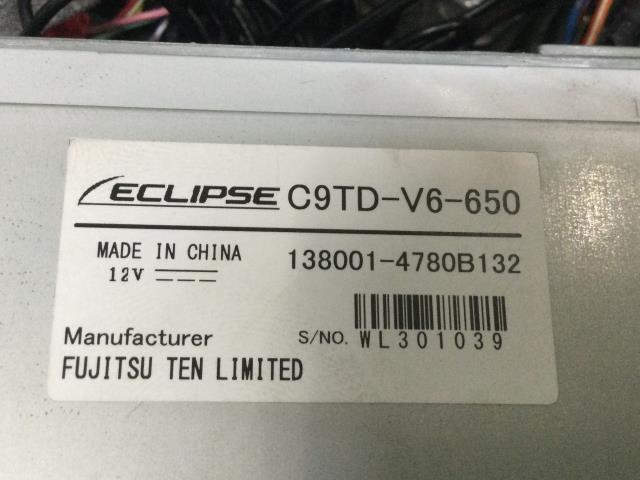 ECLIPSE C9TD-V6-650
MADE IN CHINA 138001-4780B132
12V
S/NO. WL301039
Manufacturer
FUJITSU TEN LIMITED